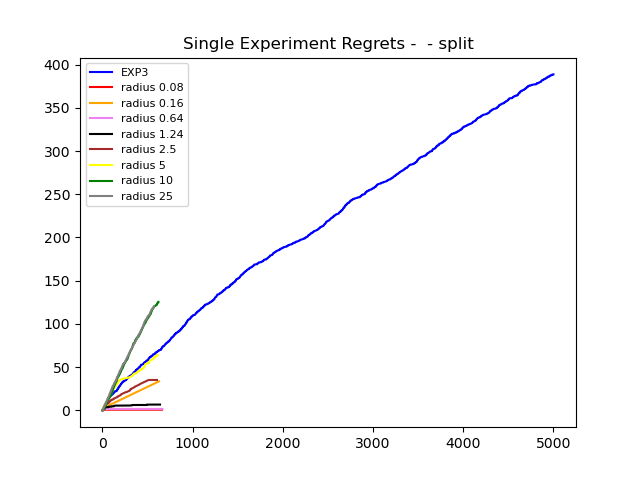 Single Experiment Regrets -  - split
400
350
300
250
200
150
100
50
0
EXP3
radius 0.08
radius 0.16
radius 0.64
radius 1.24
radius 2.5
radius 5
radius 10
radius 25
0 1000 2000 3000 4000 5000